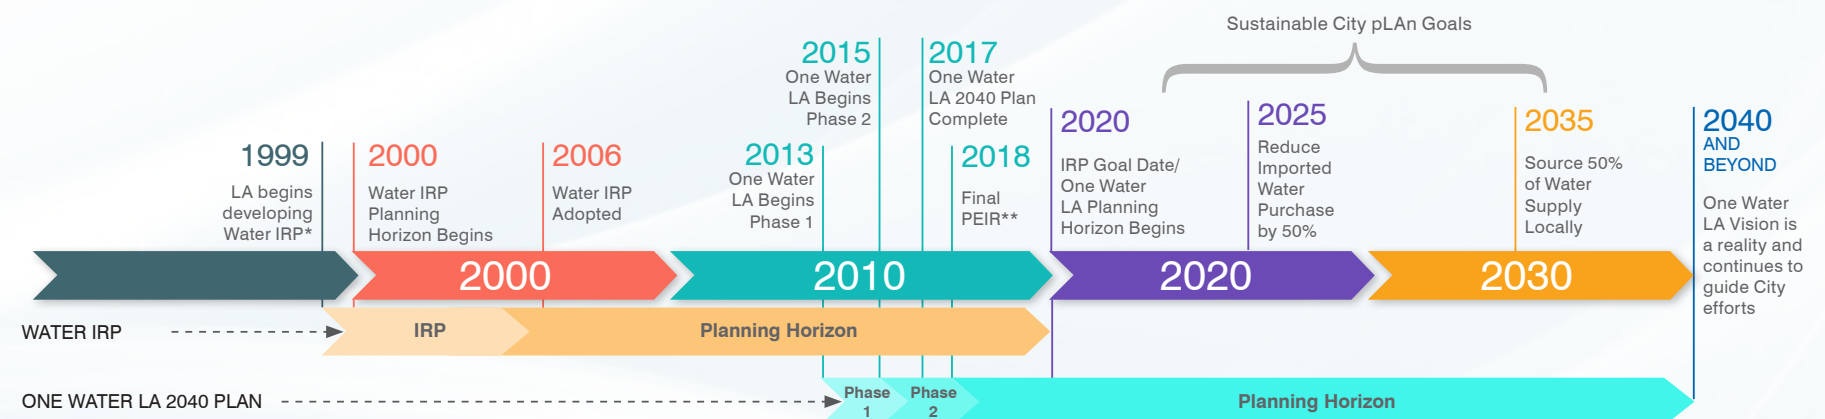 Sustainable City pLAn Goals
1999
LA begins
developing
Water IRP*
2000
Water IRP
Planning
Horizon Begins
2006
Water IRP
Adopted
2013
One Water
LA Begins
Phase 1
2015
One Water
LA Begins
Phase 2
2017
One Water
LA 2040 Plan
Complete
2018
Final
PEIR**
2020
IRP Goal Date/
One Water
LA Planning
Horizon Begins
2025
Reduce
Imported
Water
Purchase
by 50%
2035
Source 50%
of Water
Supply
Locally
2040
AND
BEYOND
One Water
LA Vision is
a reality and
continues to
guide City
efforts
2000
2010
2020
2030
WATER IRP
IRP
Planning Horizon
ONE WATER LA 2040 PLAN
Phase
1
Phase
2
Planning Horizon